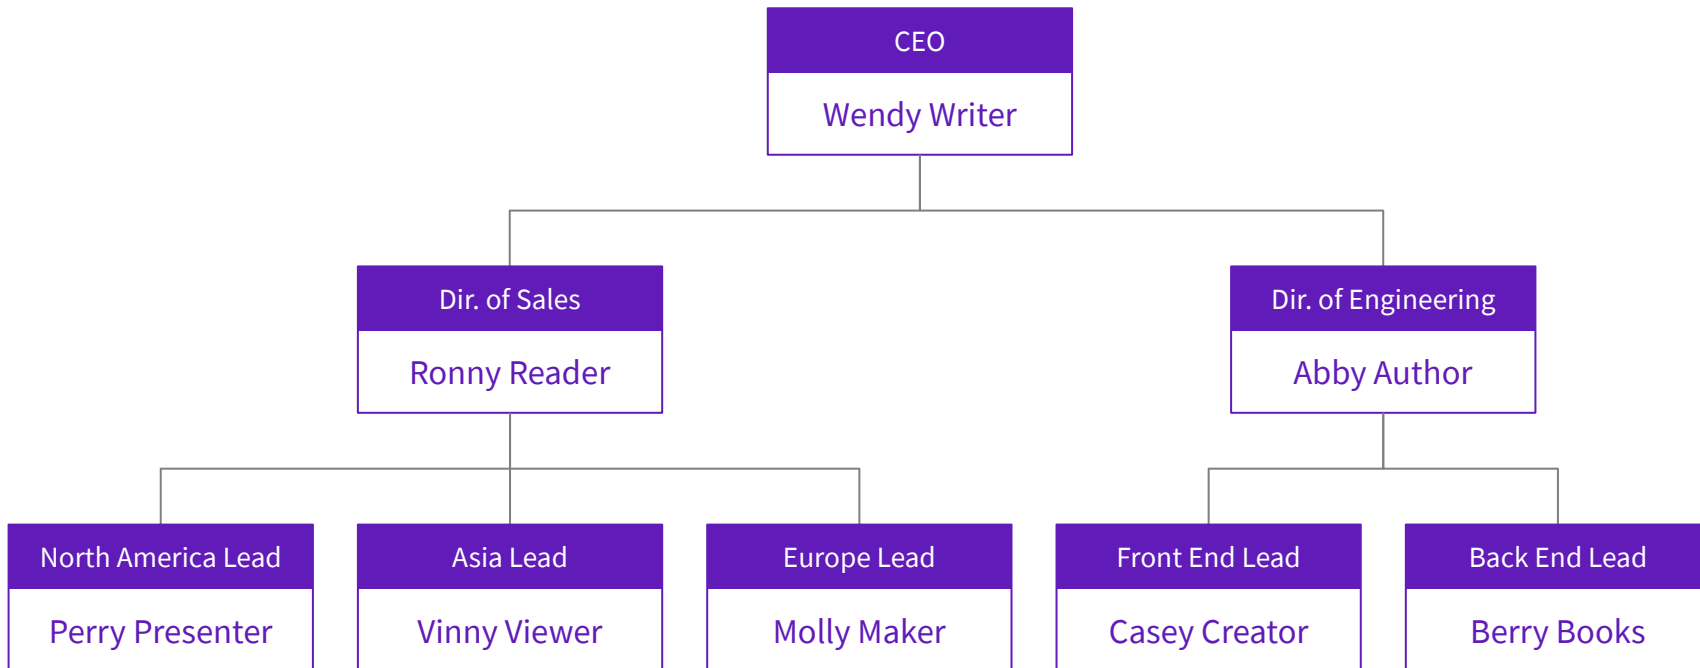 CEO
Wendy Writer
Dir. of Sales
Ronny Reader
Dir. of Engineering
Abby Author
North America Lead
Perry Presenter
Asia Lead
Vinny Viewer
Europe Lead
Molly Maker
Front End Lead
Casey Creator
Back End Lead
Berry Books